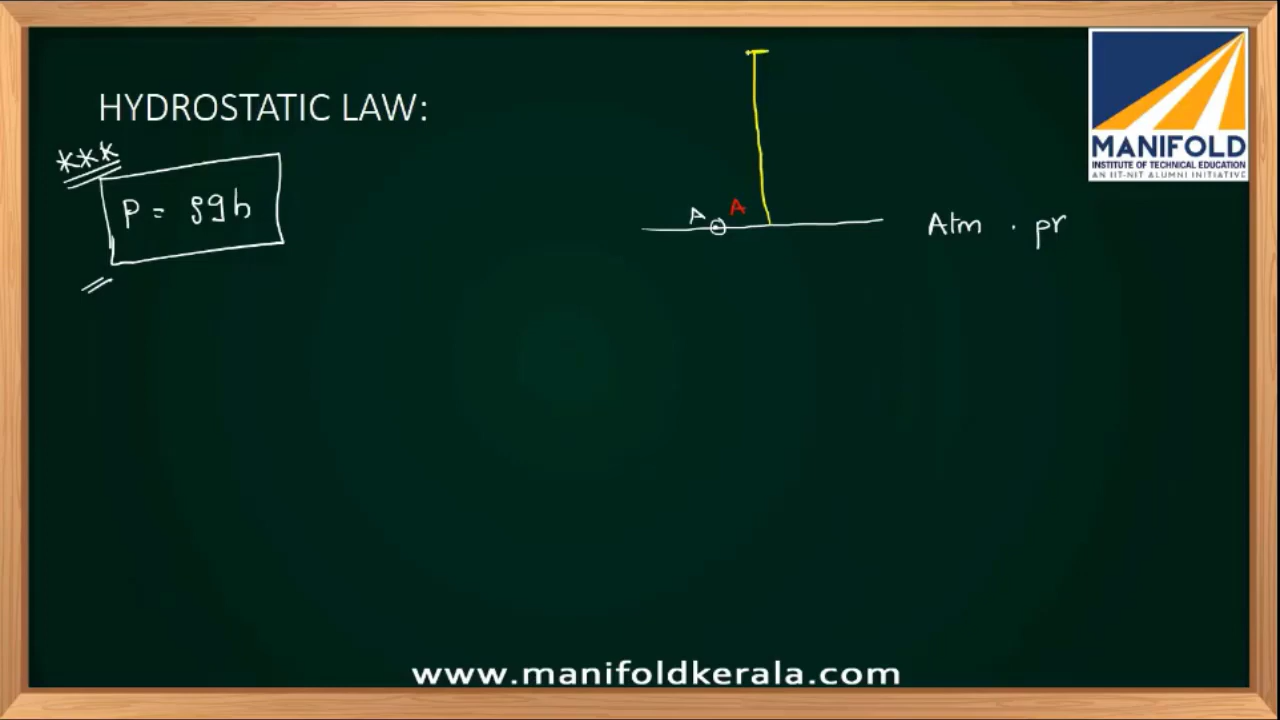 HYDROSTATIC LAW:
***
P = ρgh
A
A
Atm. pr
MANIFOLD
INSTITUTE OF TECHNICAL EDUCATION
AN IIT-NIT ALUMNI INITIATIVE
www.manifoldkerala.com